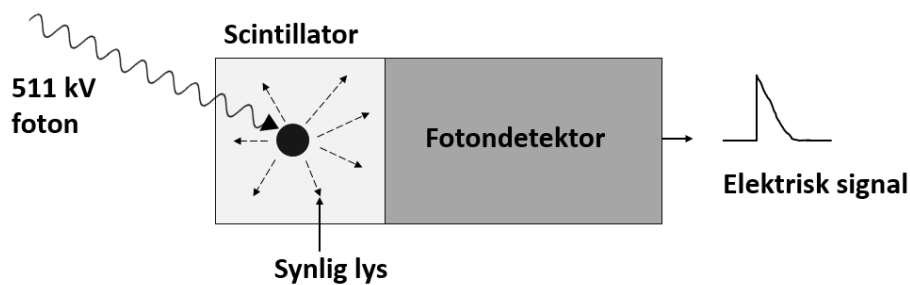 Scintillator
511 kV
foton
Fotondetektor
Elektrisk signal
Synlig lys